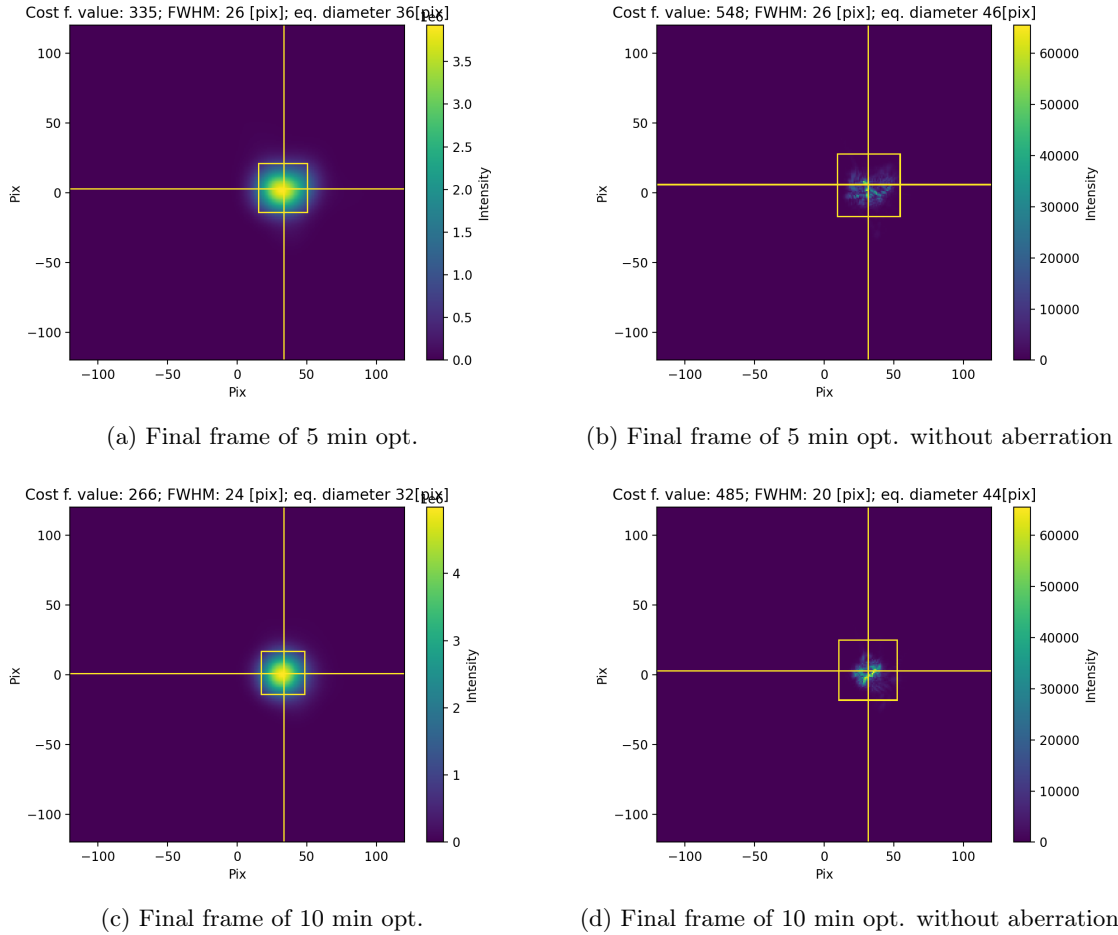 Cost f. value: 335; FWHM: 26 [pix]; eq. diameter 36[pix]
1e6
100
50
0
−50
−100
Pix
−100 −50 0 50 100
Pix
3.5
3.0
2.5
2.0
1.5
1.0
0.5
0.0
Intensity
(a) Final frame of 5 min opt.
Cost f. value: 548; FWHM: 26 [pix]; eq. diameter 46[pix]
100
50
0
−50
−100
Pix
−100 −50 0 50 100
Pix
60000
50000
40000
30000
20000
10000
0
Intensity
(b) Final frame of 5 min opt. without aberration
Cost f. value: 266; FWHM: 24 [pix]; eq. diameter 32[pix]
1e6
100
50
0
−50
−100
Pix
−100 −50 0 50 100
Pix
4
3
2
1
0
Intensity
(c) Final frame of 10 min opt.
Cost f. value: 485; FWHM: 20 [pix]; eq. diameter 44[pix]
100
50
0
−50
−100
Pix
−100 −50 0 50 100
Pix
60000
50000
40000
30000
20000
10000
0
Intensity
(d) Final frame of 10 min opt. without aberration